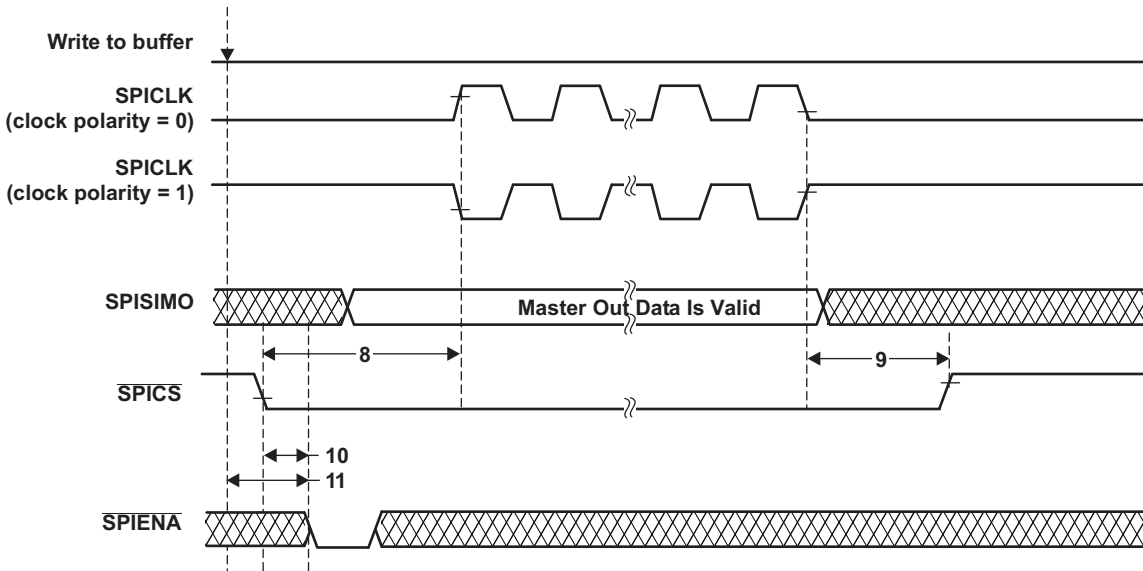 Write to buffer
SPICLK
(clock polarity = 0)
SPICLK
(clock polarity = 1)
SPISIMO
Master Out Data Is Valid
8
9
SPICS
10
11
SPIENA